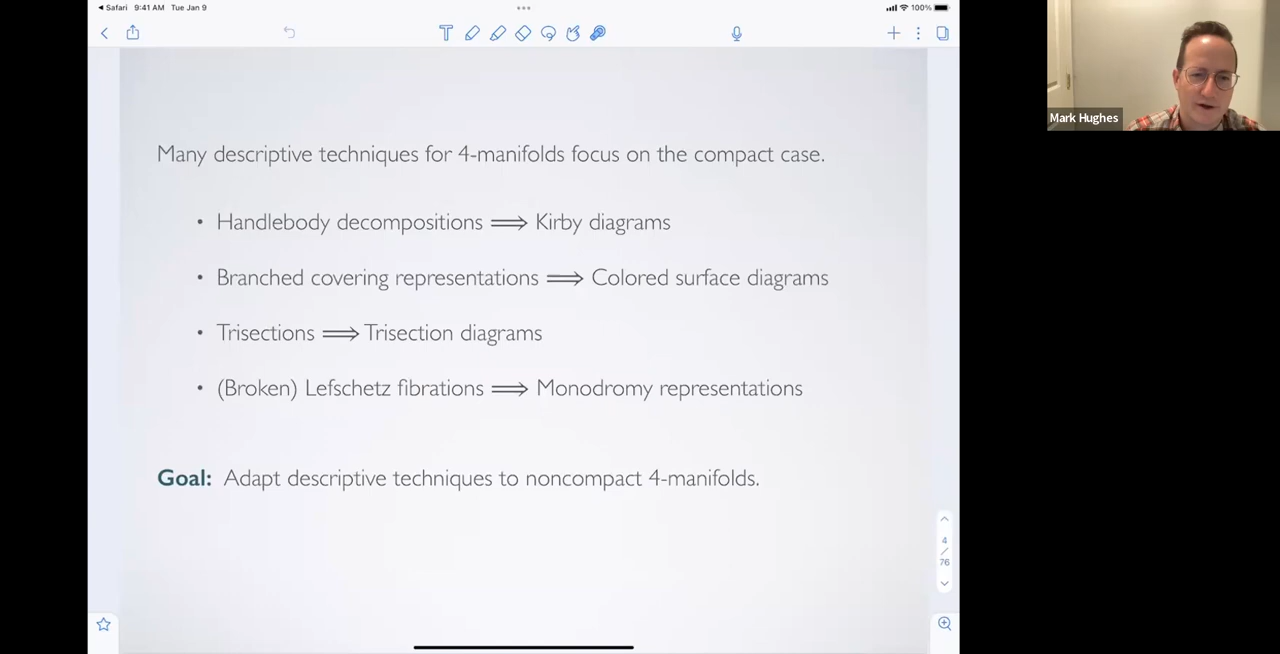 Safari 9:41 AM Tue Jan 9
100%
Mark Hughes
Many descriptive techniques for 4-manifolds focus on the compact case.
• Handlebody decompositions ⟹ Kirby diagrams
• Branched covering representations ⟹ Colored surface diagrams
• Trisections ⟹ Trisection diagrams
• (Broken) Lefschetz fibrations ⟹ Monodromy representations
Goal: Adapt descriptive techniques to noncompact 4-manifolds.
4
/
76